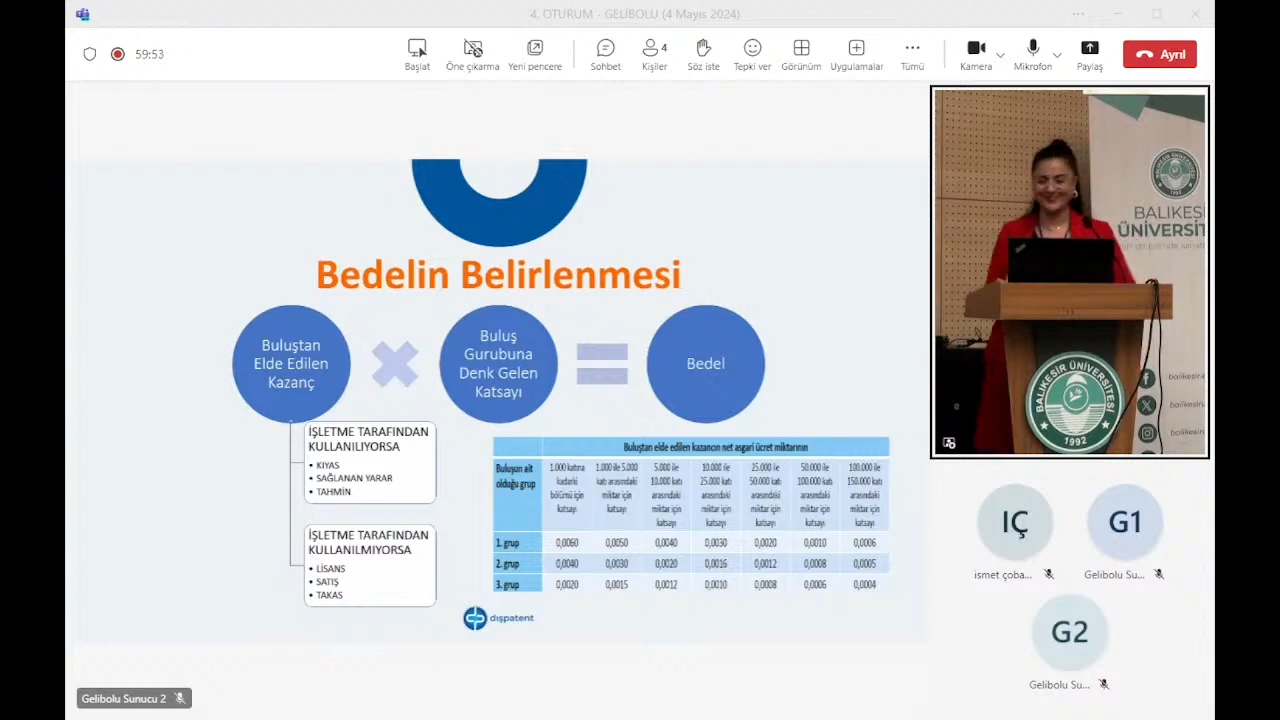 4. OTURUM - GELİBOLU (4 Mayıs 2024)
59:53
Başlat
Öne çıkarma
Yeni pencere
Sohbet
4
Kişiler
Söz iste
Tepki ver
Görünüm
Uygulamalar
Tümü
Kamera
Mikrofon
Paylaş
Ayrıl
Bedelin Belirlenmesi
Buluştan
Elde Edilen
Kazanç
Buluş
Gurubuna
Denk Gelen
Katsayı
Bedel
İŞLETME TARAFINDAN
KULLANILIYORSA
• KIYAS
• SAĞLANAN YARAR
• TAHMİN
İŞLETME TARAFINDAN
KULLANILMIYORSA
• LİSANS
• SATIŞ
• TAKAS
Buluştan elde edilen kazancın net asgari ücret miktarının
Buluşun ait olduğu grup
1.000 katına kadarki bölümü için katsayı
1.000 ile 5.000 katı arasındaki miktar için katsayı
5.000 ile 10.000 katı arasındaki miktar için katsayı
10.000 ile 25.000 katı arasındaki miktar için katsayı
25.000 ile 50.000 katı arasındaki miktar için katsayı
50.000 ile 100.000 katı arasındaki miktar için katsayı
100.000 ile 150.000 katı arasındaki miktar için katsayı
1. grup 0,0060 0,0050 0,0040 0,0030 0,0020 0,0010 0,0006
2. grup 0,0040 0,0030 0,0020 0,0016 0,0012 0,0008 0,0005
3. grup 0,0020 0,0015 0,0012 0,0010 0,0008 0,0006 0,0004
dışpatent
BALIKESİ
ÜNİVERSİT
BALIKESİR ÜNİVERSİTESİ
1992
balikesir
balikesiru
balikesiru
IÇ
ismet çoba...
G1
Gelibolu Su...
G2
Gelibolu Su...
Gelibolu Sunucu 2